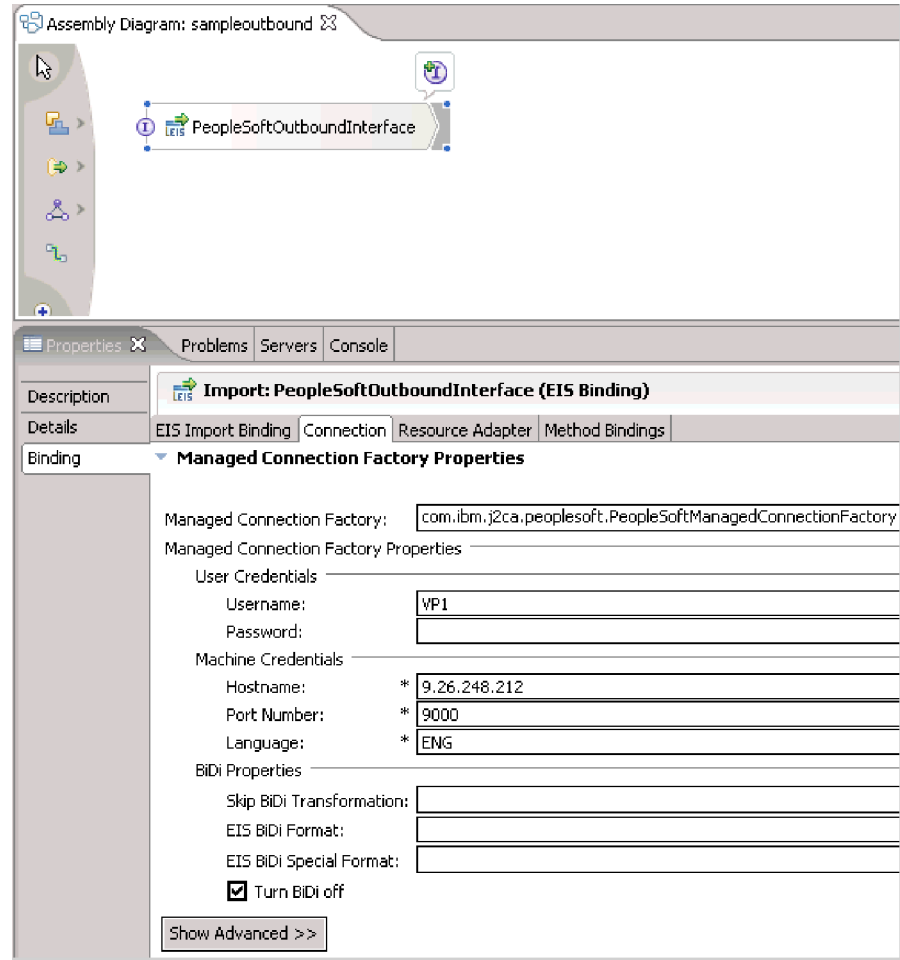 Assembly Diagram: sampleoutbound
I
I EIS PeopleSoftOutboundInterface
Properties Problems Servers Console
Description
Details
Binding
EIS Import: PeopleSoftOutboundInterface (EIS Binding)
EIS Import Binding Connection Resource Adapter Method Bindings
Managed Connection Factory Properties
Managed Connection Factory: com.ibm.j2ca.peoplesoft.PeopleSoftManagedConnectionFactory
Managed Connection Factory Properties
User Credentials
Username: VP1
Password:
Machine Credentials
Hostname: * 9.26.248.212
Port Number: * 9000
Language: * ENG
BiDi Properties
Skip BiDi Transformation:
EIS BiDi Format:
EIS BiDi Special Format:
Turn BiDi off
Show Advanced >>